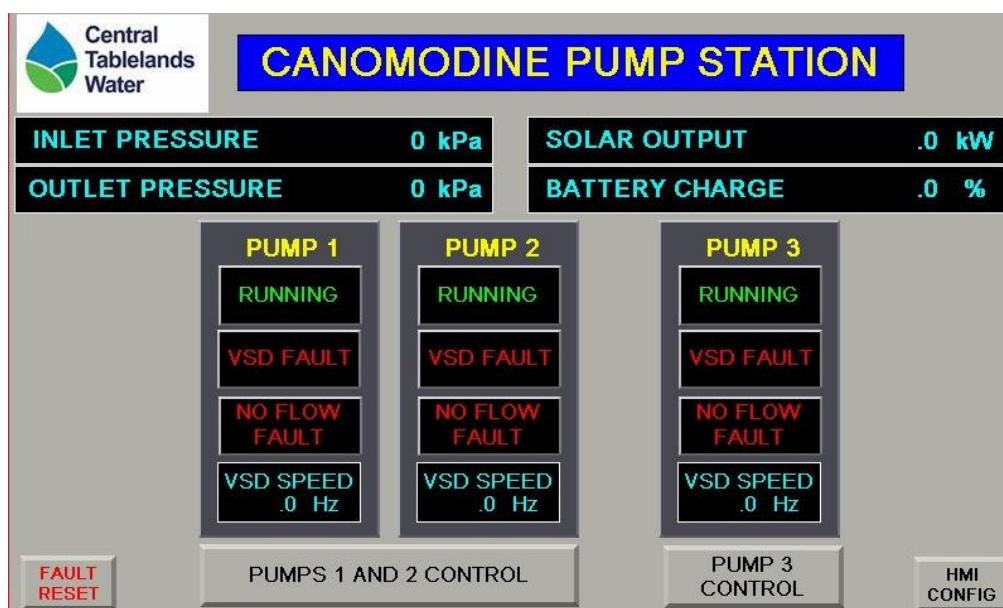 Central
Tablelands
Water
CANOMODINE PUMP STATION
INLET PRESSURE 0 kPa
SOLAR OUTPUT .0 kW
OUTLET PRESSURE 0 kPa
BATTERY CHARGE .0 %
PUMP 1
RUNNING
VSD FAULT
NO FLOW
FAULT
VSD SPEED
.0 Hz
PUMP 2
RUNNING
VSD FAULT
NO FLOW
FAULT
VSD SPEED
.0 Hz
PUMP 3
RUNNING
VSD FAULT
NO FLOW
FAULT
VSD SPEED
.0 Hz
FAULT
RESET
PUMPS 1 AND 2 CONTROL
PUMP 3
CONTROL
HMI
CONFIG